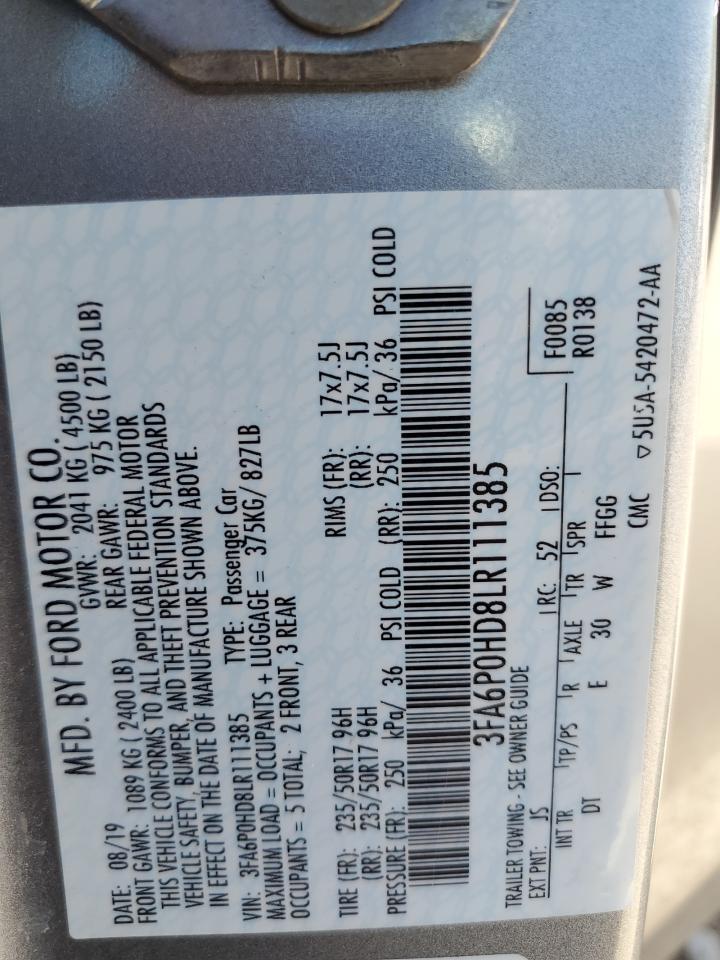 MFD. BY FORD MOTOR CO.
DATE: 08/19 GVWR: 2041 KG ( 4500 LB)
FRONT GAWR: 1089 KG ( 2400 LB) REAR GAWR: 975 KG ( 2150 LB)
THIS VEHICLE CONFORMS TO ALL APPLICABLE FEDERAL MOTOR
VEHICLE SAFETY, BUMPER, AND THEFT PREVENTION STANDARDS
IN EFFECT ON THE DATE OF MANUFACTURE SHOWN ABOVE.
VIN: 3FA6P0HD8LR111385 TYPE: Passenger Car
MAXIMUM LOAD = OCCUPANTS + LUGGAGE = 375KG/ 827LB
OCCUPANTS = 5 TOTAL; 2 FRONT, 3 REAR
TIRE (FR): 235/50R17 96H RIMS (FR): 17x7.5J
(RR): 235/50R17 96H (RR): 17x7.5J
PRESSURE (FR): 250 kPa/ 36 PSI COLD (RR): 250 kPa/ 36 PSI COLD
3FA6P0HD8LR111385
TRAILER TOWING - SEE OWNER GUIDE
EXT PNT: JS RC: 52 DSO: F0085
INT TR TP/PS R AXLE TR SPR R0138
DT E 30 W FFGG
CMC ▽5USA-5420472-AA